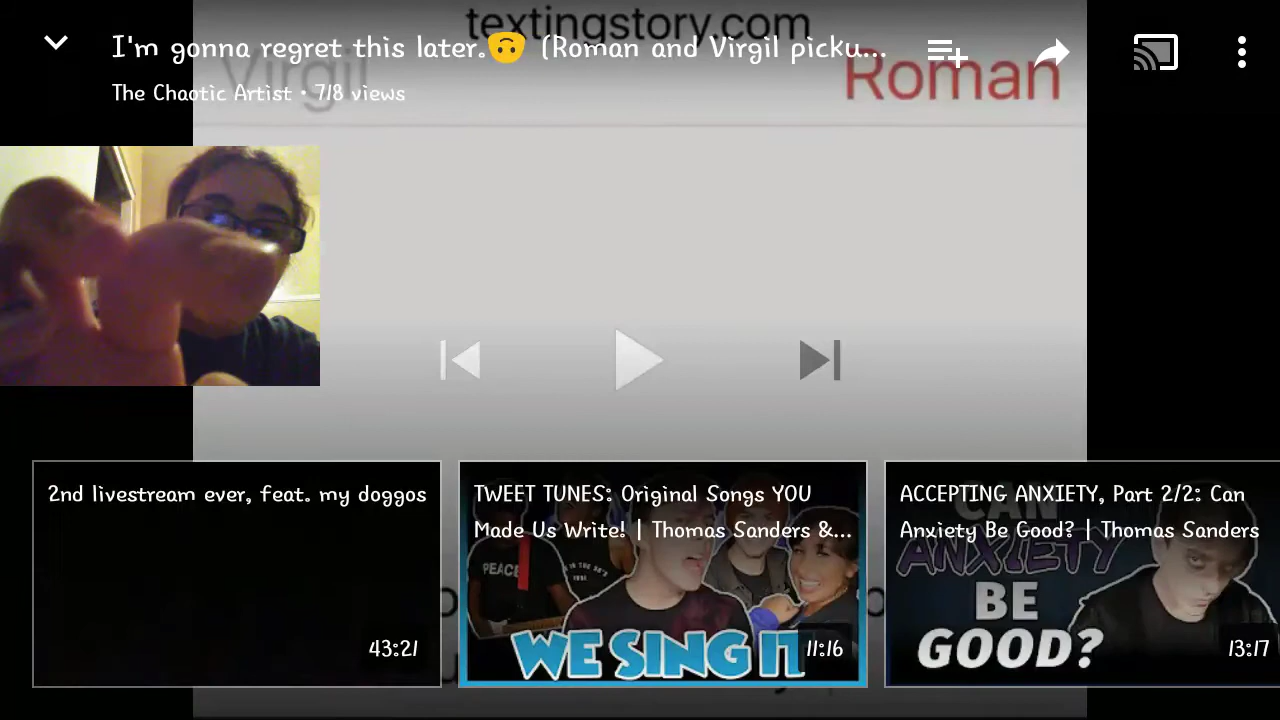 textingstory.com
I'm gonna regret this later.🙃 (Roman and Virgil picku...
Virgil
Roman
The Chaotic Artist • 718 views
2nd livestream ever, feat. my doggos
43:21
TWEET TUNES: Original Songs YOU
Made Us Write! | Thomas Sanders &...
PEACE
WE SING IT
11:16
ACCEPTING ANXIETY, Part 2/2: Can
Anxiety Be Good? | Thomas Sanders
CAN
ANXIETY
BE
GOOD?
13:17